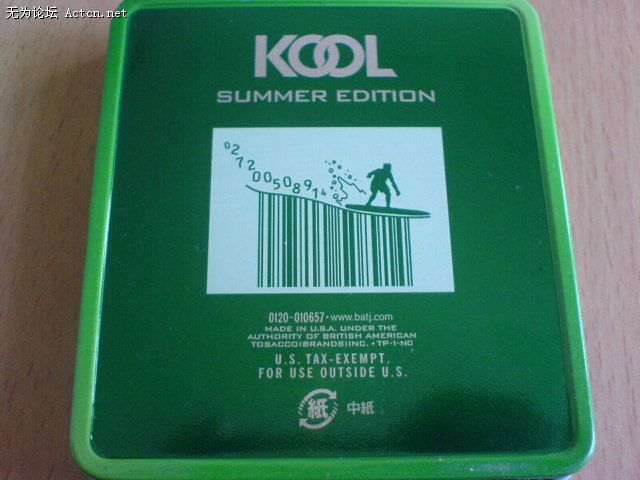 无为论坛 Actcn.net
KOOL
SUMMER EDITION
027200508914
0120-010657・www.batj.com
MADE IN U.S.A. UNDER THE
AUTHORITY OF BRITISH AMERICAN
TOBACCO(BRANDS)INC. • TP-1-NC
U.S. TAX-EXEMPT.
FOR USE OUTSIDE U.S.
紙 中紙